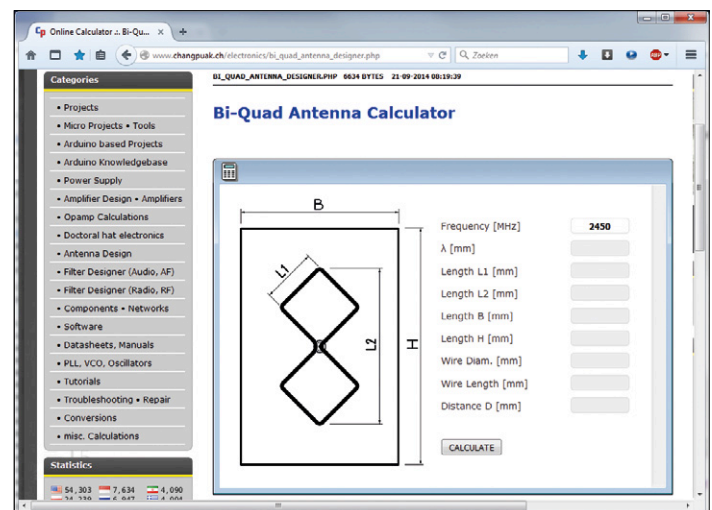 Online Calculator .:. Bi-Qu...
www.changpuak.ch/electronics/bi_quad_antenna_designer.php
Zoeken
ABP
Categories
• Projects
• Micro Projects • Tools
• Arduino based Projects
• Arduino Knowledgebase
• Power Supply
• Amplifier Design • Amplifiers
• Opamp Calculations
• Doctoral hat electronics
• Antenna Design
• Filter Designer (Audio, AF)
• Filter Designer (Radio, RF)
• Components • Networks
• Software
• Datasheets, Manuals
• PLL, VCO, Oscillators
• Tutorials
• Troubleshooting • Repair
• Conversions
• misc. Calculations
Statistics
54,303 7,634 4,090
BI_QUAD_ANTENNA_DESIGNER.PHP 6634 BYTES 21-09-2014 08:19:39
Bi-Quad Antenna Calculator
B
L1
L2
H
Frequency [MHz] 2450
λ [mm]
Length L1 [mm]
Length L2 [mm]
Length B [mm]
Length H [mm]
Wire Diam. [mm]
Wire Length [mm]
Distance D [mm]
CALCULATE